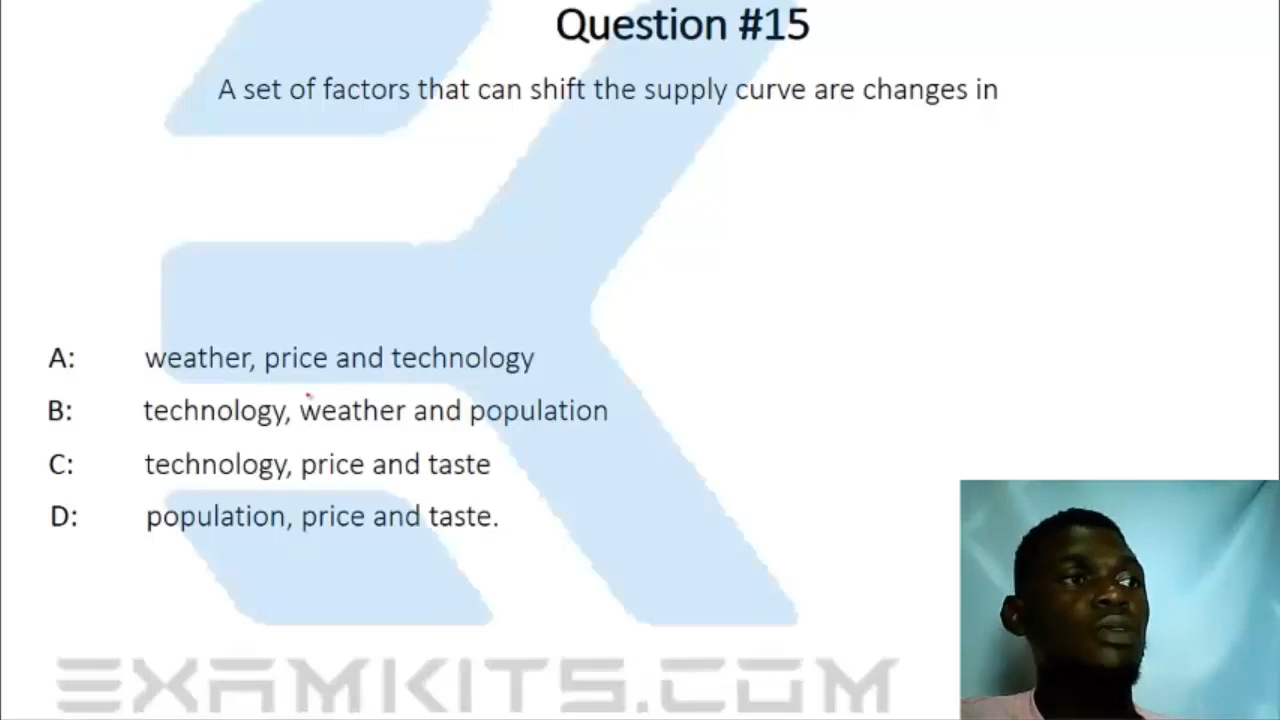 Question #15
A set of factors that can shift the supply curve are changes in
A: weather, price and technology
B: technology, weather and population
C: technology, price and taste
D: population, price and taste.
EXAMKITS.COM